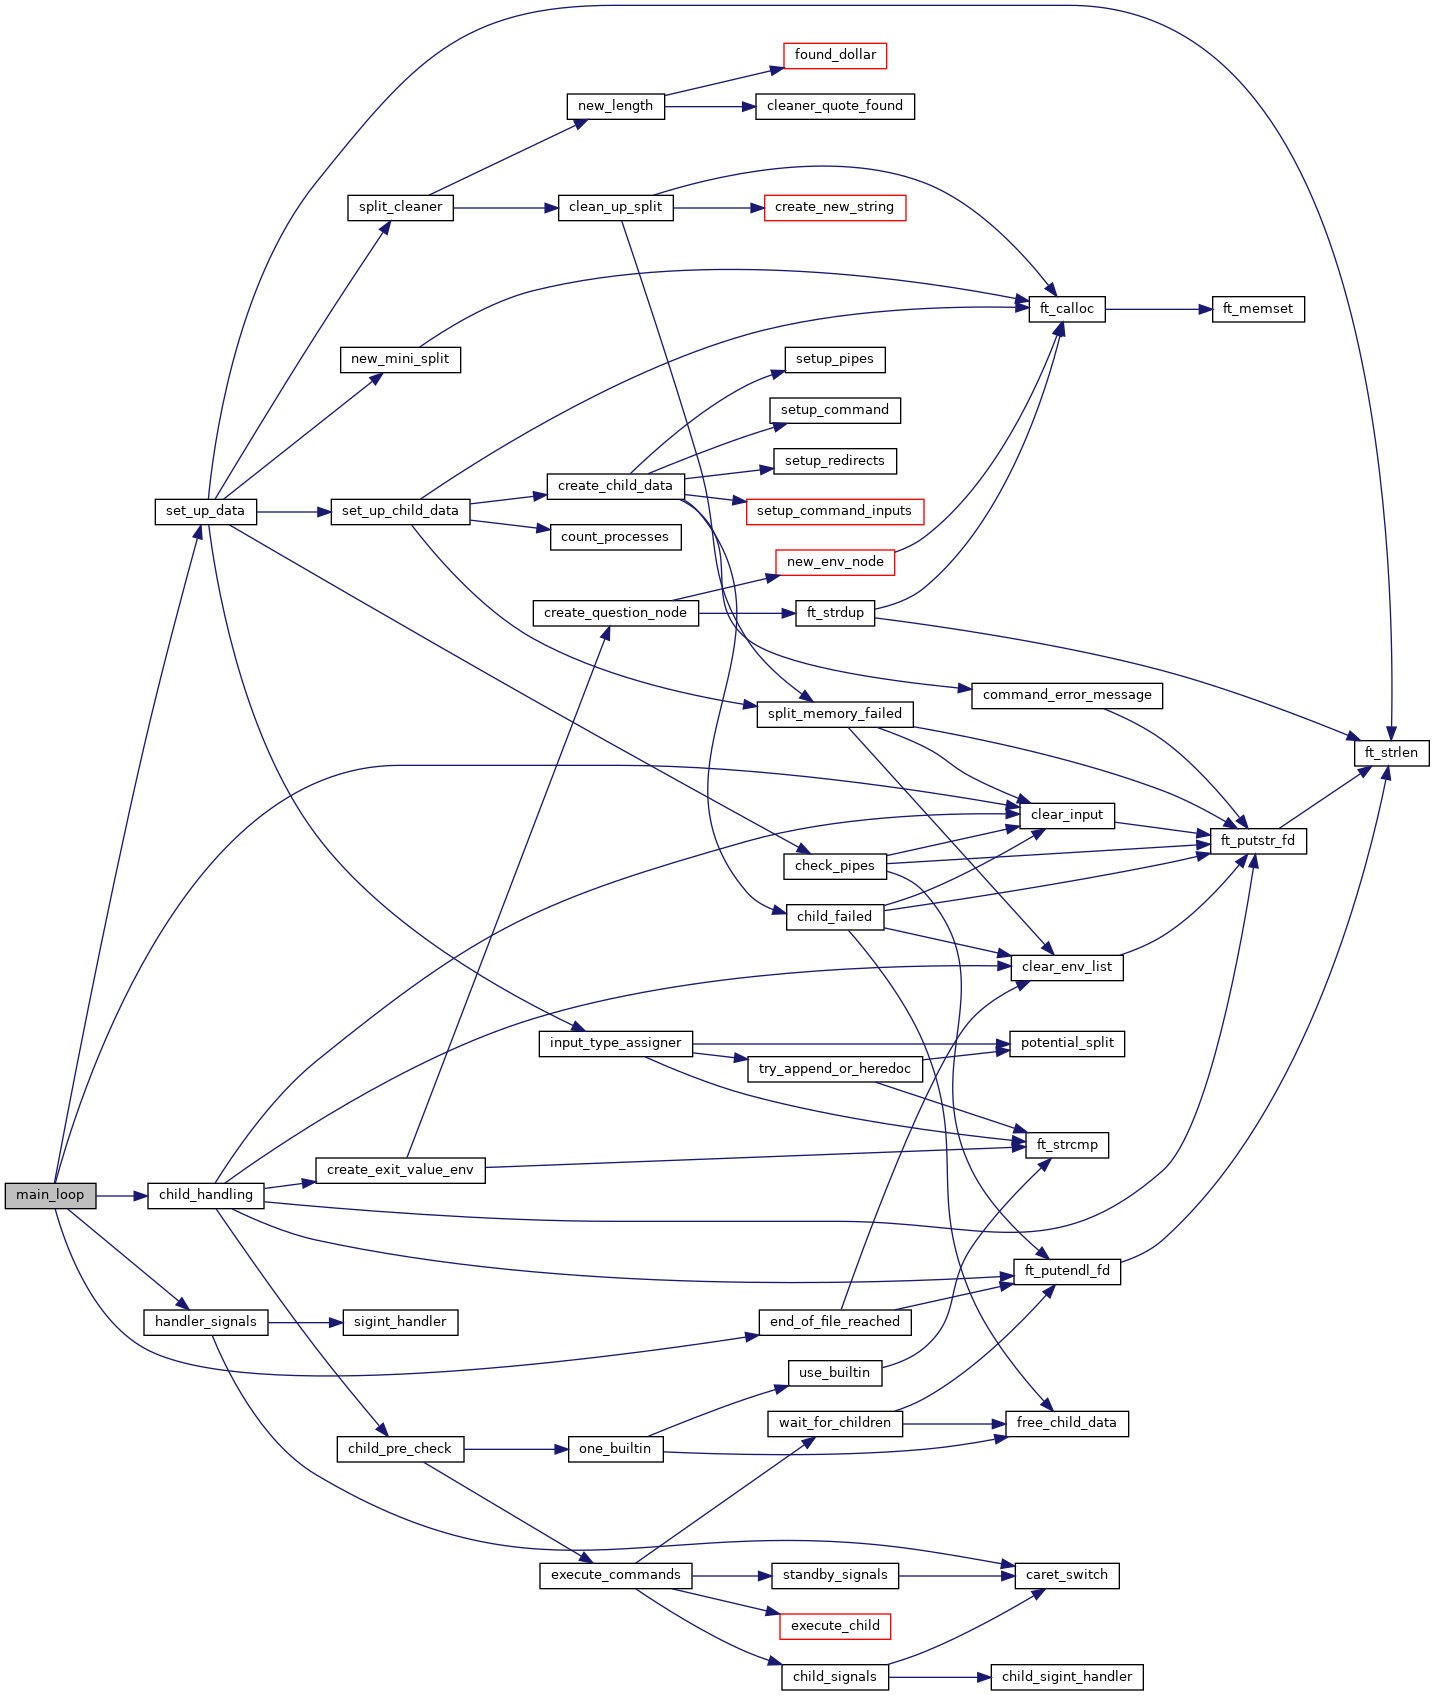 found_dollar
new_length
cleaner_quote_found
split_cleaner
clean_up_split
create_new_string
ft_calloc
ft_memset
new_mini_split
setup_pipes
setup_command
setup_redirects
create_child_data
set_up_data
set_up_child_data
setup_command_inputs
count_processes
new_env_node
create_question_node
ft_strdup
command_error_message
split_memory_failed
ft_strlen
clear_input
ft_putstr_fd
check_pipes
child_failed
clear_env_list
input_type_assigner
potential_split
try_append_or_heredoc
ft_strcmp
create_exit_value_env
main_loop
child_handling
ft_putendl_fd
handler_signals
sigint_handler
end_of_file_reached
use_builtin
wait_for_children
free_child_data
child_pre_check
one_builtin
execute_commands
standby_signals
caret_switch
execute_child
child_signals
child_sigint_handler